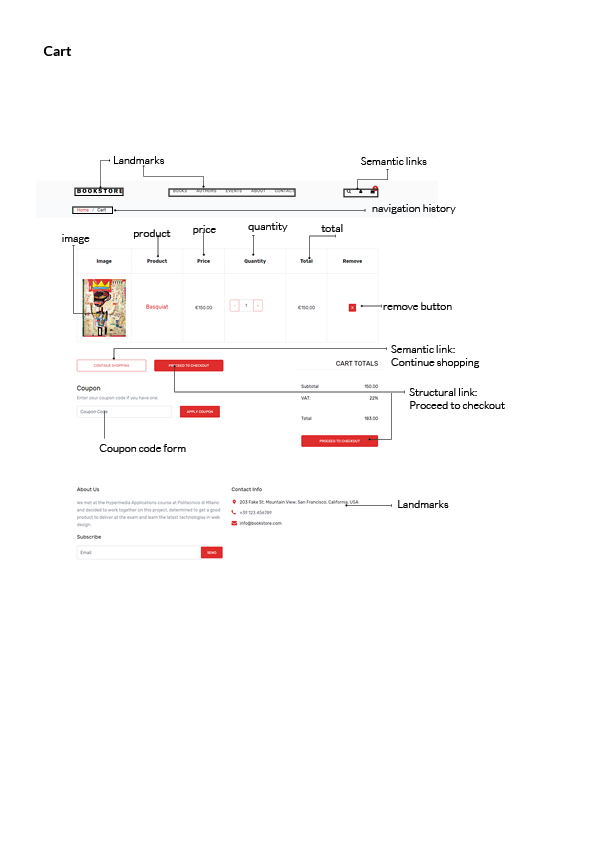 Cart
Landmarks
Semantic links
BOOKSTORE
BOOKS AUTHORS EVENTS ABOUT CONTACT
Home / Cart
navigation history
image
product
price
quantity
total
Image Product Price Quantity Total Remove
Basquiat €150.00 - 1 + €150.00 x
remove button
Semantic link:
Continue shopping
CONTINUE SHOPPING PROCEED TO CHECKOUT
CART TOTALS
Structural link:
Proceed to checkout
Coupon
Enter your coupon code if you have one.
Coupon Code
APPLY COUPON
Subtotal 150.00
VAT: 22%
Total 183.00
PROCEED TO CHECKOUT
Coupon code form
About Us
We met at the Hypermedia Applications course at Politecnico di Milano
and decided to work together on this project, determined to get a good
product to deliver at the exam and learn the latest technologies in web
design.
Contact Info
203 Fake St. Mountain View, San Francisco, California, USA
+39 123 456789
info@bookstore.com
Landmarks
Subscribe
Email
SEND